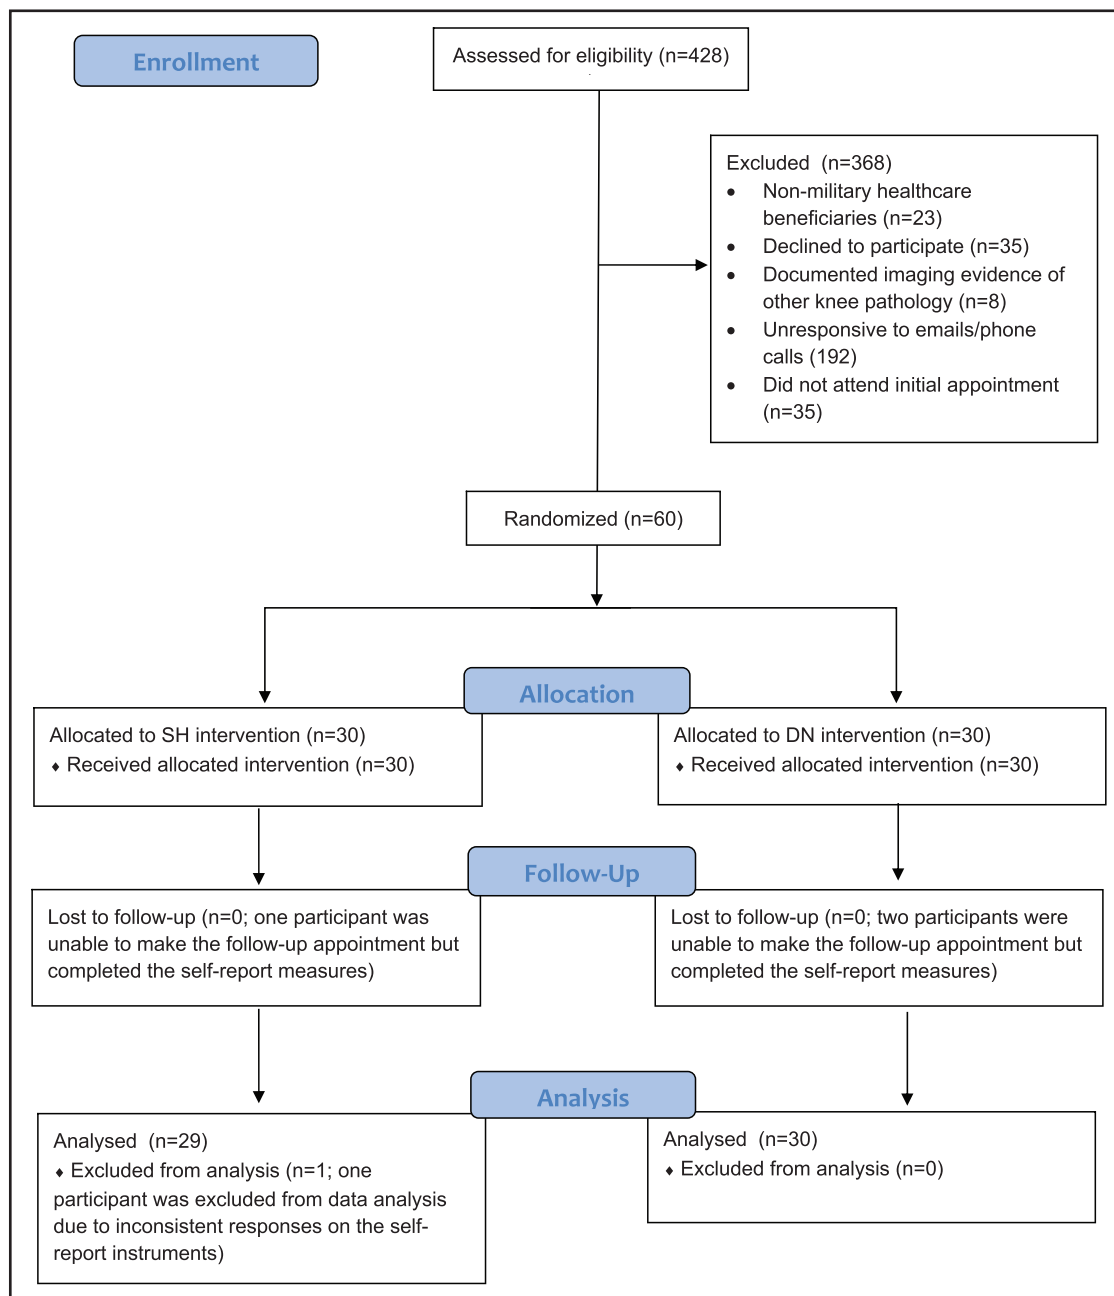 Enrollment
Assessed for eligibility (n=428)
Excluded (n=368)
• Non-military healthcare
beneficiaries (n=23)
• Declined to participate (n=35)
• Documented imaging evidence of
other knee pathology (n=8)
• Unresponsive to emails/phone
calls (192)
• Did not attend initial appointment
(n=35)
Randomized (n=60)
Allocation
Allocated to SH intervention (n=30)
♦ Received allocated intervention (n=30)
Allocated to DN intervention (n=30)
♦ Received allocated intervention (n=30)
Follow-Up
Lost to follow-up (n=0; one participant was
unable to make the follow-up appointment but
completed the self-report measures)
Lost to follow-up (n=0; two participants were
unable to make the follow-up appointment but
completed the self-report measures)
Analysis
Analysed (n=29)
♦ Excluded from analysis (n=1; one
participant was excluded from data analysis
due to inconsistent responses on the self-
report instruments)
Analysed (n=30)
♦ Excluded from analysis (n=0)